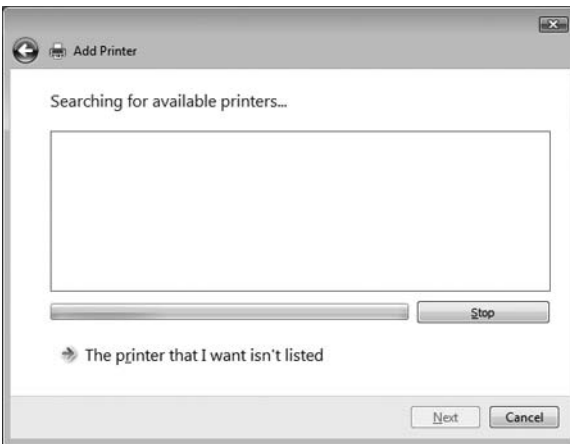 Add Printer
Searching for available printers...
Stop
The printer that I want isn't listed
Next Cancel